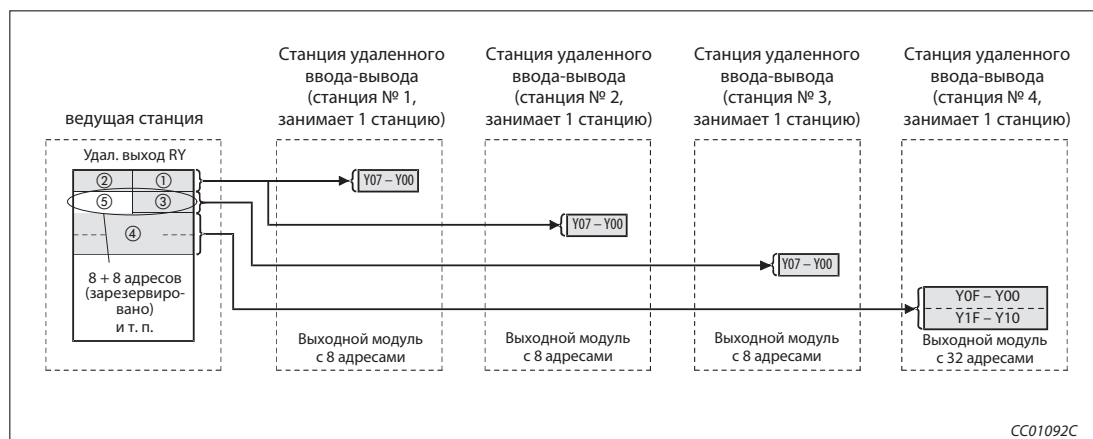 Станция удаленного
ввода-вывода
(станция № 1,
занимает 1 станцию)
Станция удаленного
ввода-вывода
(станция № 2,
занимает 1 станцию)
Станция удаленного
ввода-вывода
(станция № 3,
занимает 1 станцию)
Станция удаленного
ввода-вывода
(станция № 4,
занимает 1 станцию)
ведущая станция
Удал. выход RY
② ①
⑤ ③
④
8 + 8 адресов
(зарезервиро-
вано)
и т. п.
Y07 – Y00
Y07 – Y00
Y07 – Y00
Y0F – Y00
Y1F – Y10
Выходной модуль
с 8 адресами
Выходной модуль
с 8 адресами
Выходной модуль
с 8 адресами
Выходной модуль
с 32 адресами
CC01092C